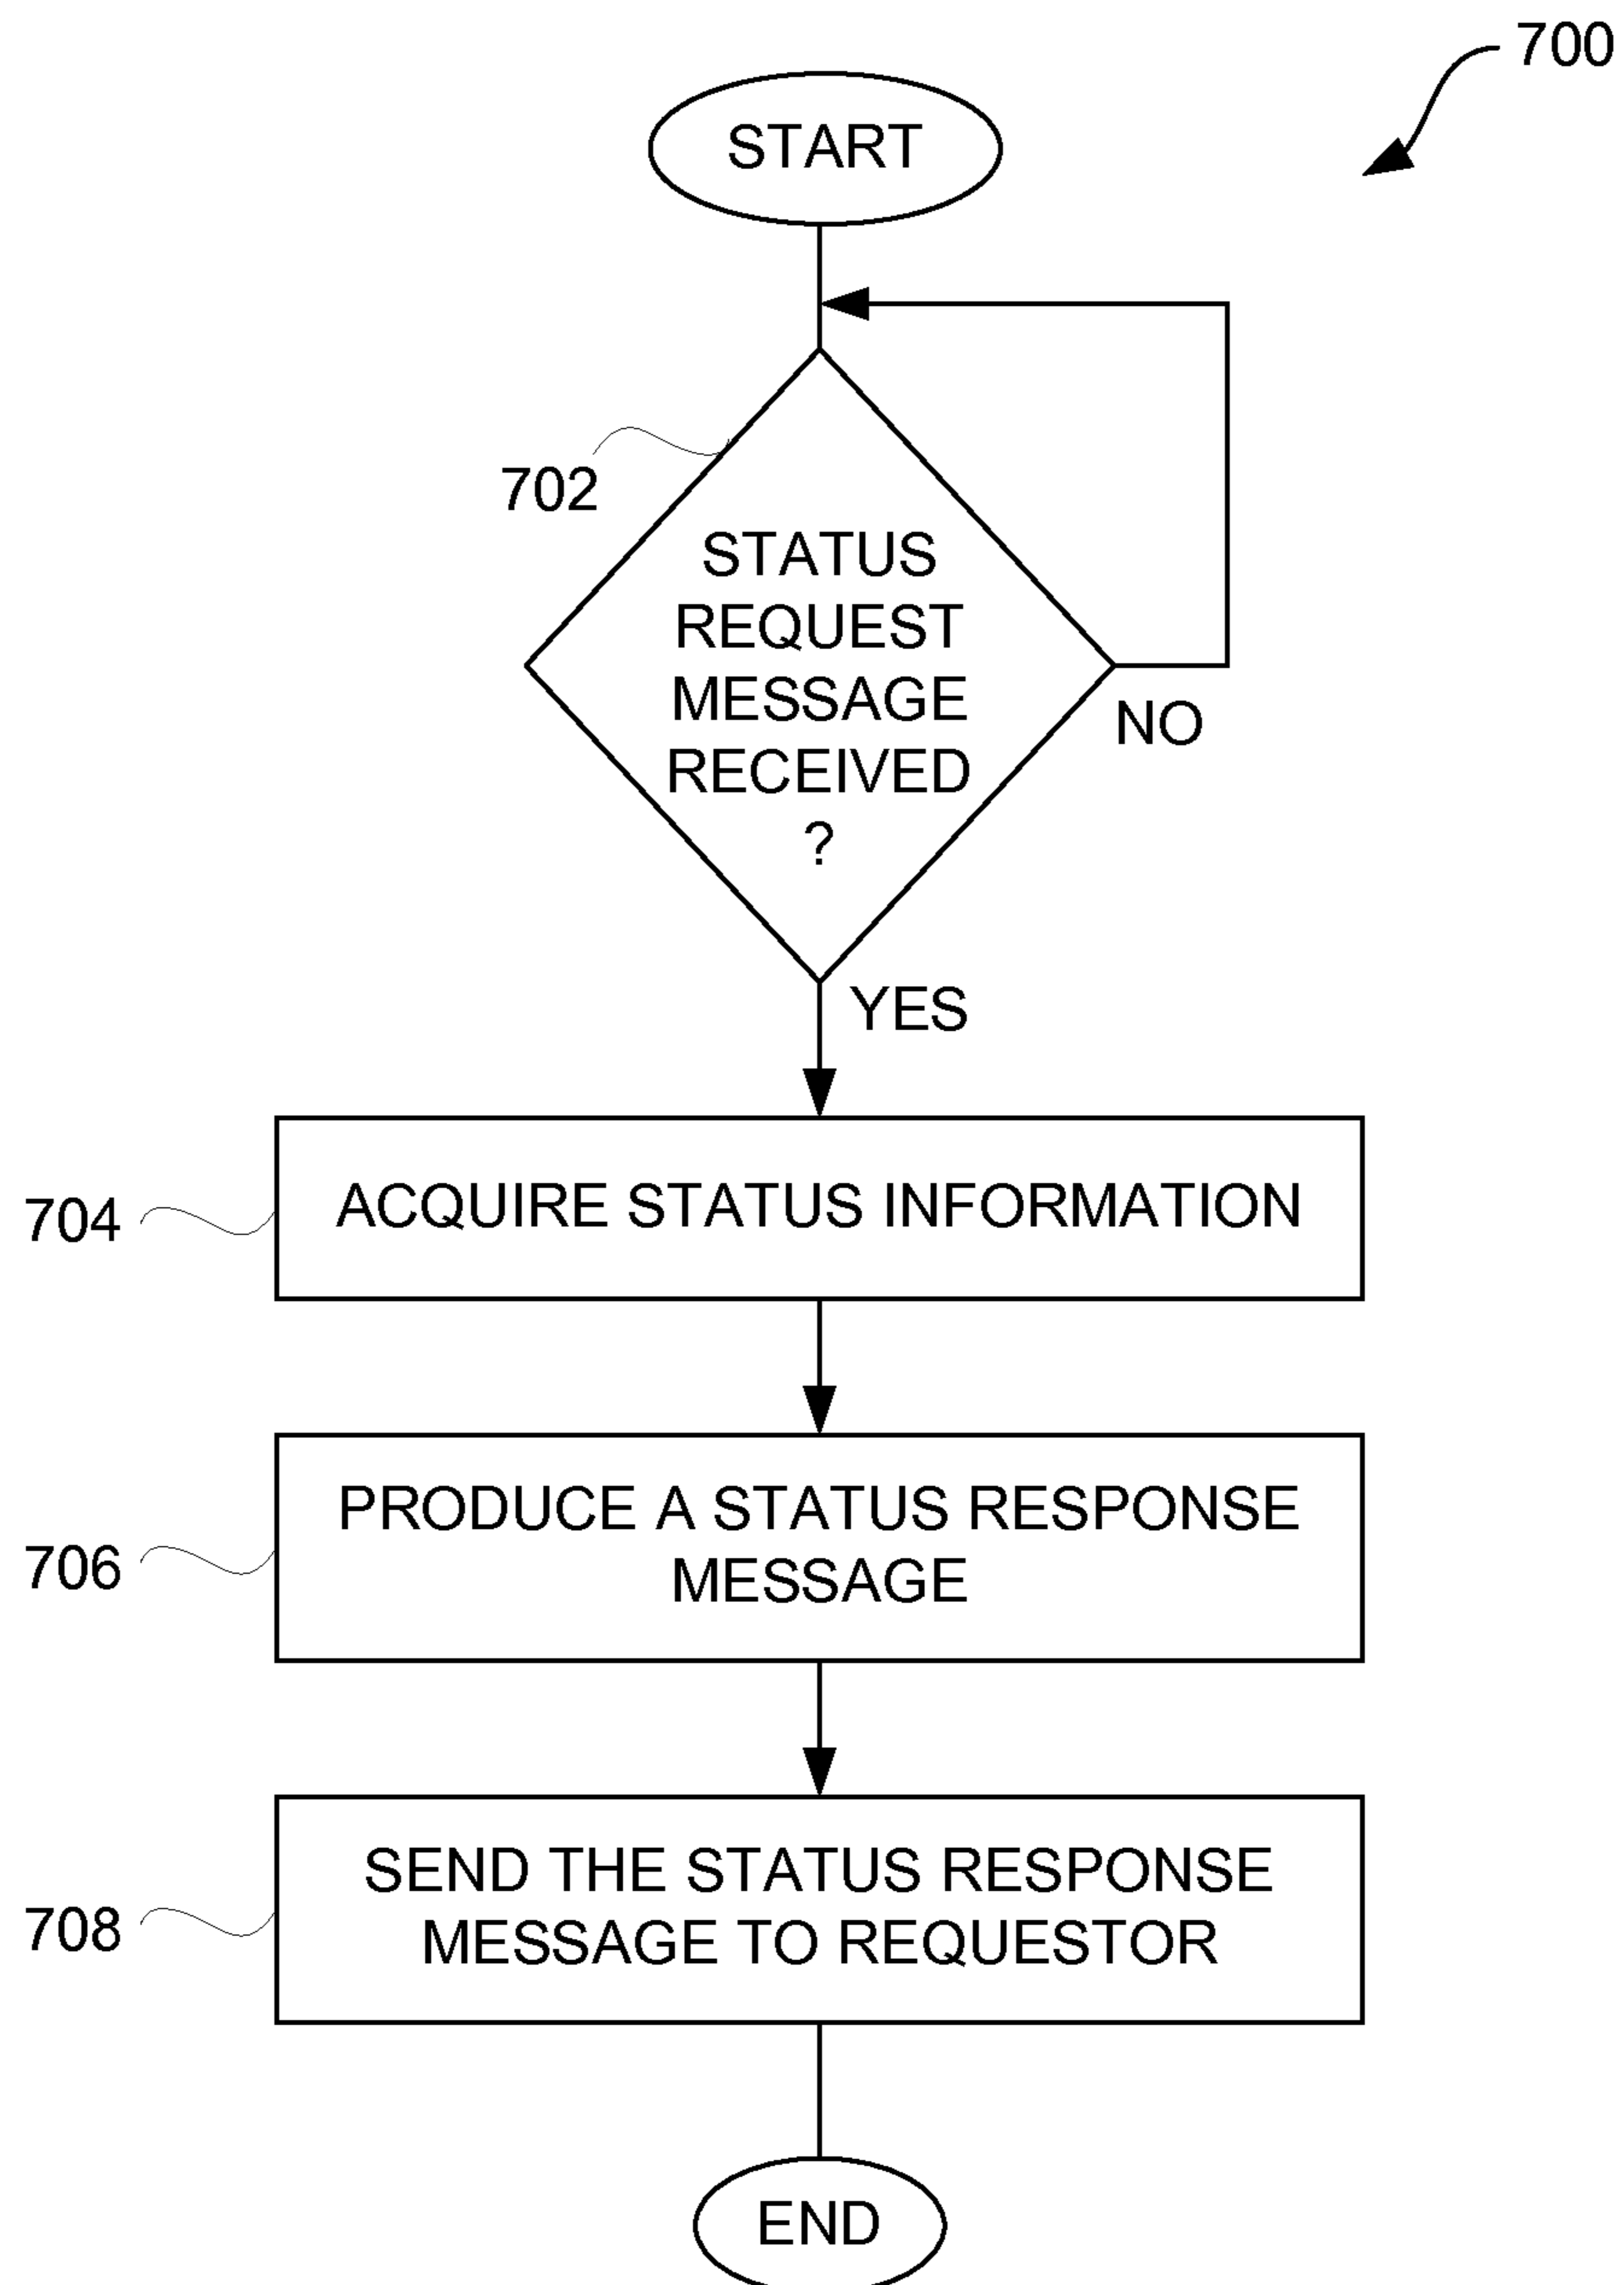 700
START
702
STATUS
REQUEST
MESSAGE
RECEIVED
?
NO
YES
704
ACQUIRE STATUS INFORMATION
706
PRODUCE A STATUS RESPONSE
MESSAGE
708
SEND THE STATUS RESPONSE
MESSAGE TO REQUESTOR
END